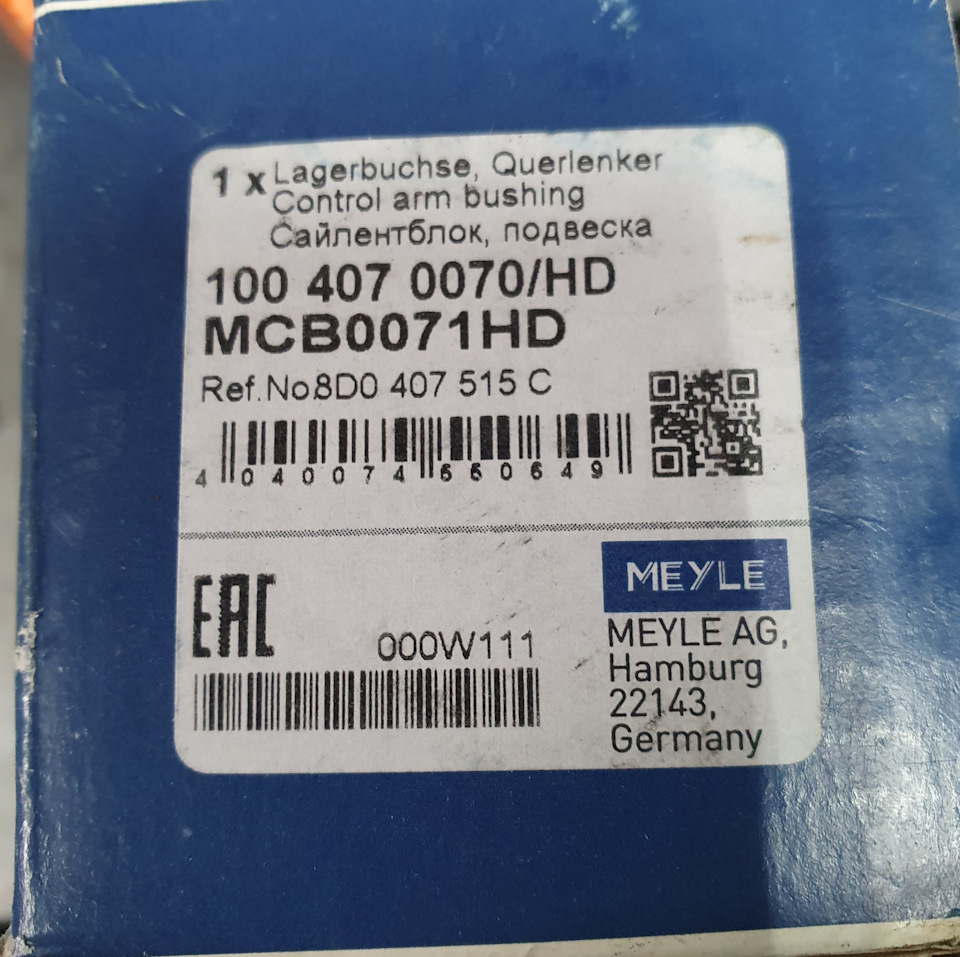 1 x Lagerbuchse, Querlenker
Control arm bushing
Сайлентблок, подвеска
100 407 0070/HD
MCB0071HD
Ref.No.8D0 407 515 C
4 040074 660649
EAC
000W111
MEYLE
MEYLE AG,
Hamburg
22143,
Germany